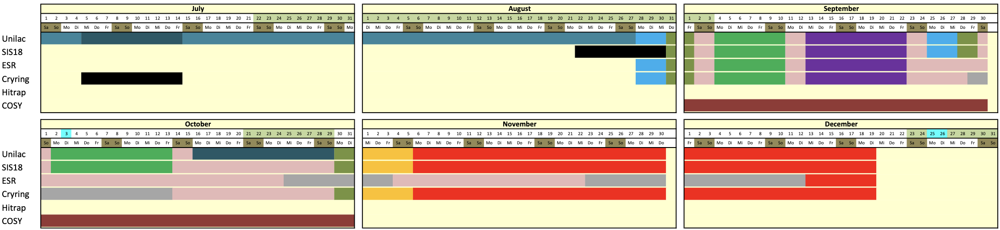 July August September
1 2 3 4 5 6 7 8 9 10 11 12 13 14 15 16 17 18 19 20 21 22 23 24 25 26 27 28 29 30 31 1 2 3 4 5 6 7 8 9 10 11 12 13 14 15 16 17 18 19 20 21 22 23 24 25 26 27 28 29 30 31 1 2 3 4 5 6 7 8 9 10 11 12 13 14 15 16 17 18 19 20 21 22 23 24 25 26 27 28 29 30
Sa So Mo Di Mi Do Fr Sa So Mo Di Mi Do Fr Sa So Mo Di Mi Do Fr Sa So Mo Di Mi Do Fr Sa So Mo Di Mi Do Fr Sa So Mo Di Mi Do Fr Sa So Mo Di Mi Do Fr Sa So Mo Di Mi Do Fr Sa So Mo Di Mi Do Fr Sa So Mo Di Mi Do Fr Sa So Mo Di Mi Do Fr Sa So Mo Di Mi Do Fr Sa So Mo Di Mi Do Fr Sa
Unilac
SIS18
ESR
Cryring
Hitrap
COSY
October November December
1 2 3 4 5 6 7 8 9 10 11 12 13 14 15 16 17 18 19 20 21 22 23 24 25 26 27 28 29 30 31 1 2 3 4 5 6 7 8 9 10 11 12 13 14 15 16 17 18 19 20 21 22 23 24 25 26 27 28 29 30 1 2 3 4 5 6 7 8 9 10 11 12 13 14 15 16 17 18 19 20 21 22 23 24 25 26 27 28 29 30 31
So Mo Di Mi Do Fr Sa So Mo Di Mi Do Fr Sa So Mo Di Mi Do Fr Sa So Mo Di Mi Do Fr Sa So Mo Di Mi Do Fr Sa So Mo Di Mi Do Fr Sa So Mo Di Mi Do Fr Sa So Mo Di Mi Do Fr Sa So Mo Di Mi Do Fr Sa So Mo Di Mi Do Fr Sa So Mo Di Mi Do Fr Sa So Mo Di Mi Do Fr Sa So Mo Di Mi Do Fr Sa So
Unilac
SIS18
ESR
Cryring
Hitrap
COSY